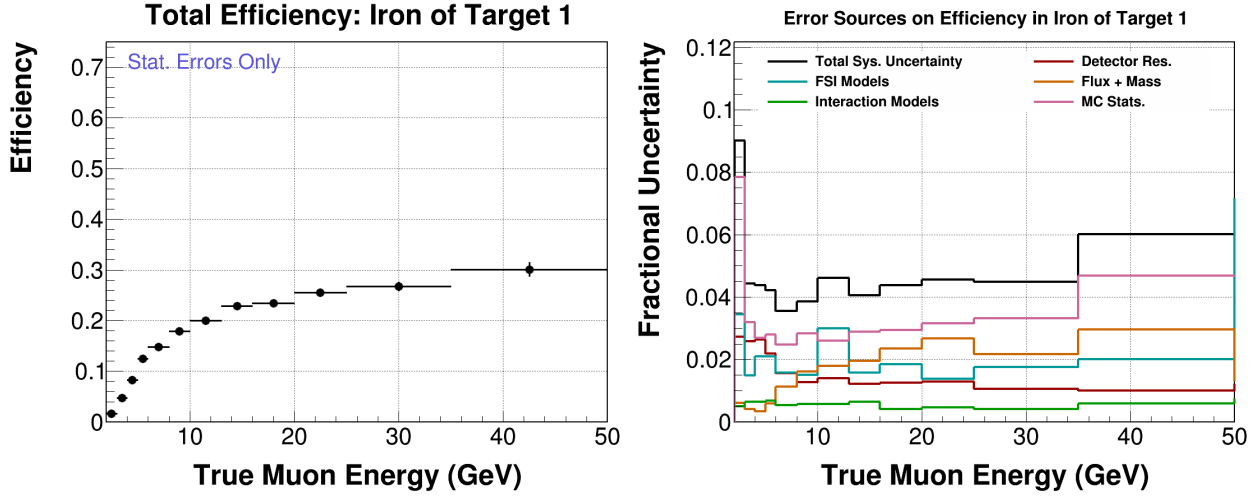 Total Efficiency: Iron of Target 1
Stat. Errors Only
Efficiency
0.7
0.6
0.5
0.4
0.3
0.2
0.1
0
10 20 30 40 50
True Muon Energy (GeV)
Error Sources on Efficiency in Iron of Target 1
Total Sys. Uncertainty Detector Res.
FSI Models Flux + Mass
Interaction Models MC Stats.
Fractional Uncertainty
0.12
0.1
0.08
0.06
0.04
0.02
0
10 20 30 40 50
True Muon Energy (GeV)